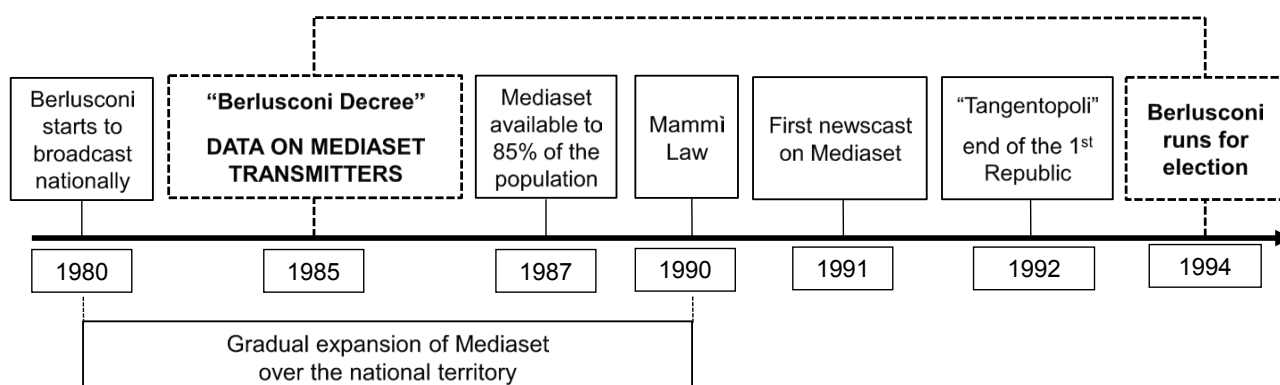 Berlusconi
starts to
broadcast
nationally
“Berlusconi Decree”
DATA ON MEDIASET
TRANSMITTERS
Mediaset
available to
85% of the
population
Mammì
Law
First newscast
on Mediaset
“Tangentopoli”
end of the 1st
Republic
Berlusconi
runs for
election
1980
1985
1987
1990
1991
1992
1994
Gradual expansion of Mediaset
over the national territory